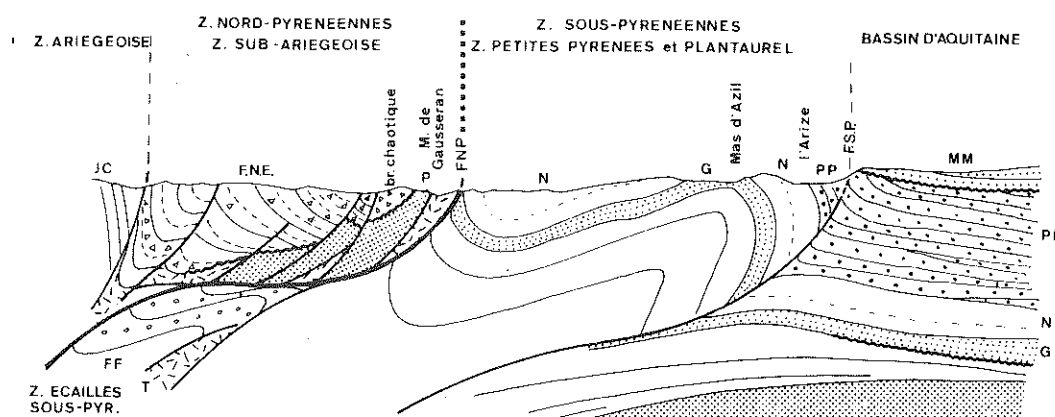 Z. NORD-PYRENEENNES
Z. SOUS-PYRENEENNES
Z. ARIEGEOISE
Z. SUB-ARIEGEOISE
Z. PETITES PYRENEES et PLANTAUREL
BASSIN D'AQUITAINE
br. chaotique
M. de Gausseran
FNP
Mas d'Azil
l'Arize
F.S.P.
JC
F.N.E.
P
N
G
N
PP
MM
N
G
FF
T
Z. ECAILLES
SOUS-PYR.